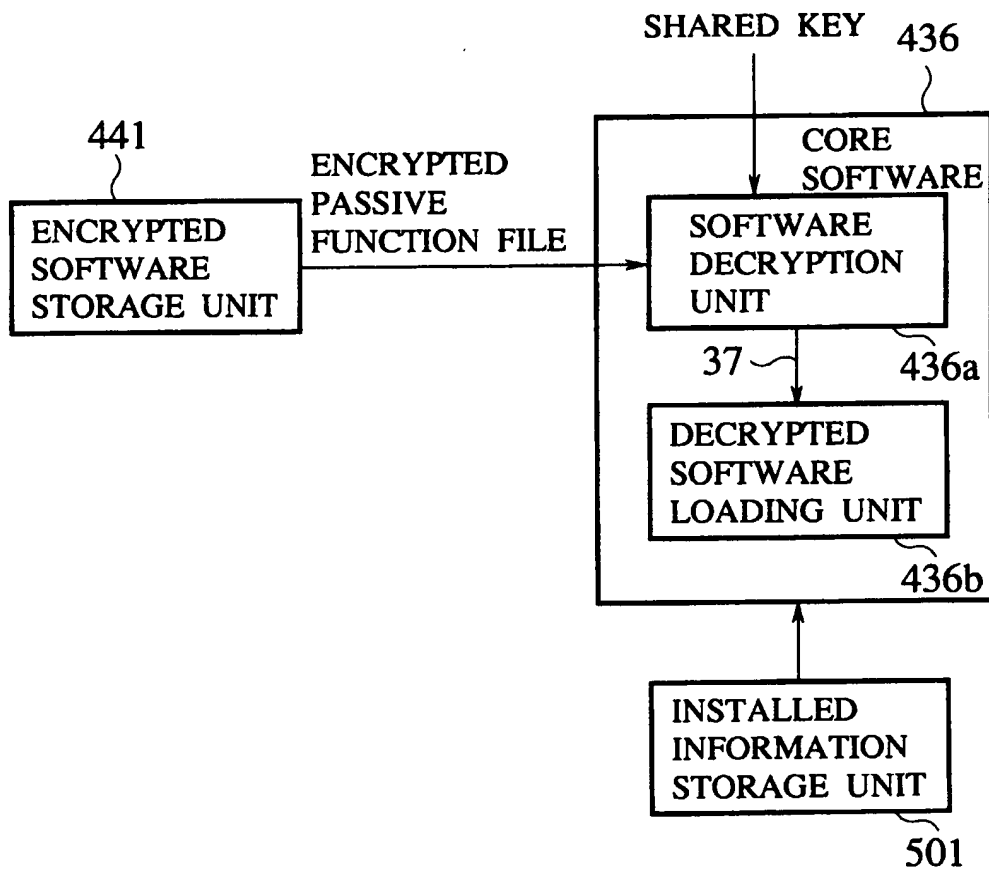 SHARED KEY
436
441
ENCRYPTED
PASSIVE
FUNCTION FILE
CORE
SOFTWARE
ENCRYPTED
SOFTWARE
STORAGE UNIT
SOFTWARE
DECRYPTION
UNIT
37
436a
DECRYPTED
SOFTWARE
LOADING UNIT
436b
INSTALLED
INFORMATION
STORAGE UNIT
501